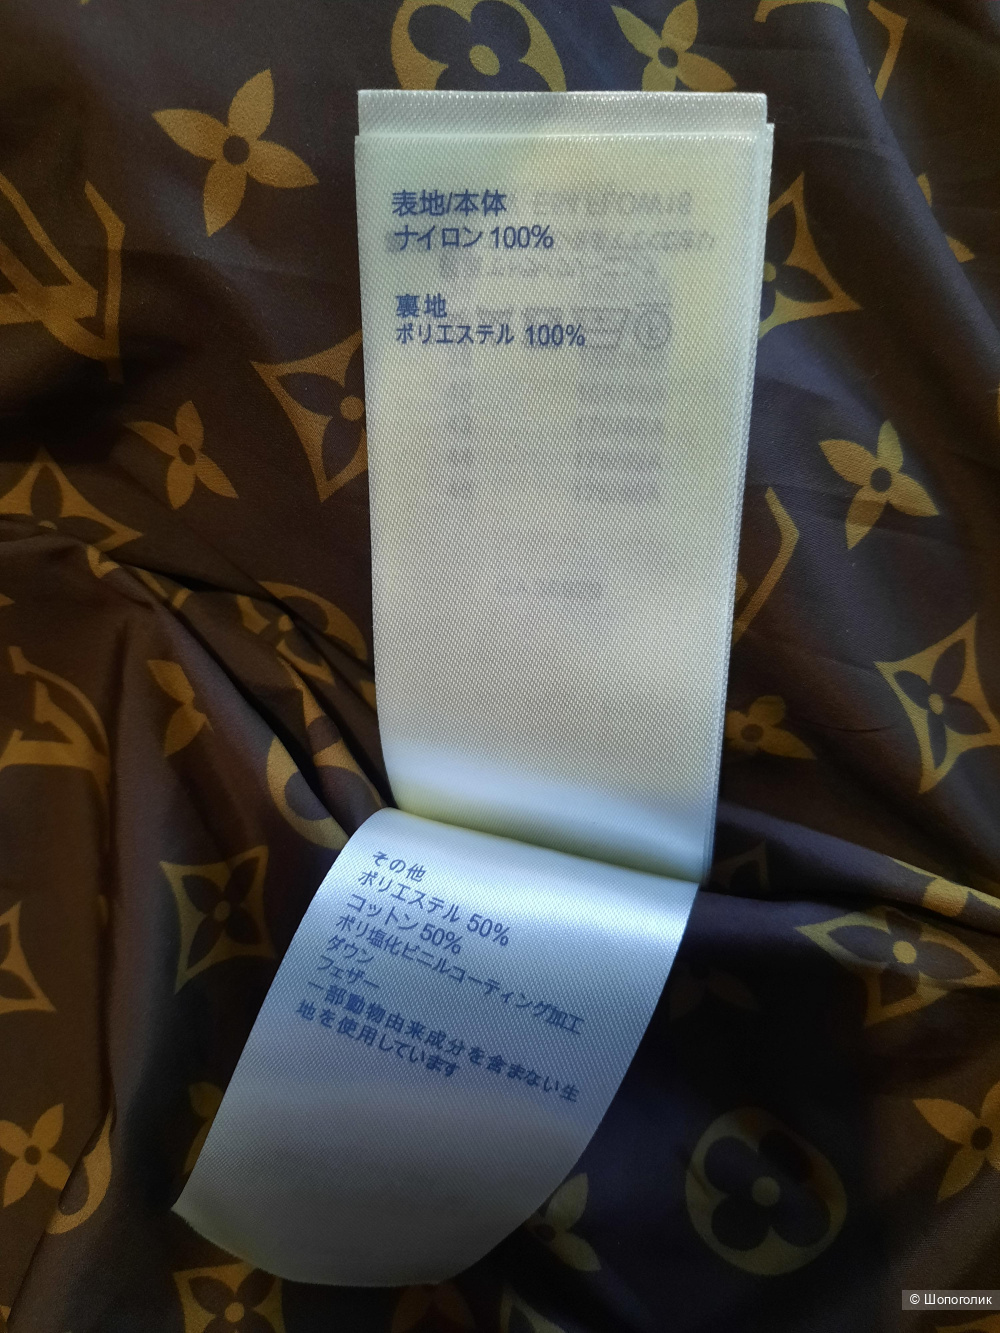 表地/本体
ナイロン 100%
裏地
ポリエステル 100%
その他
ポリエステル 50%
コットン 50%
ポリ塩化ビニルコーティング加工
ダウン
フェザー
一部動物由来成分を含まない生
地を使用しています
© Шопоголик